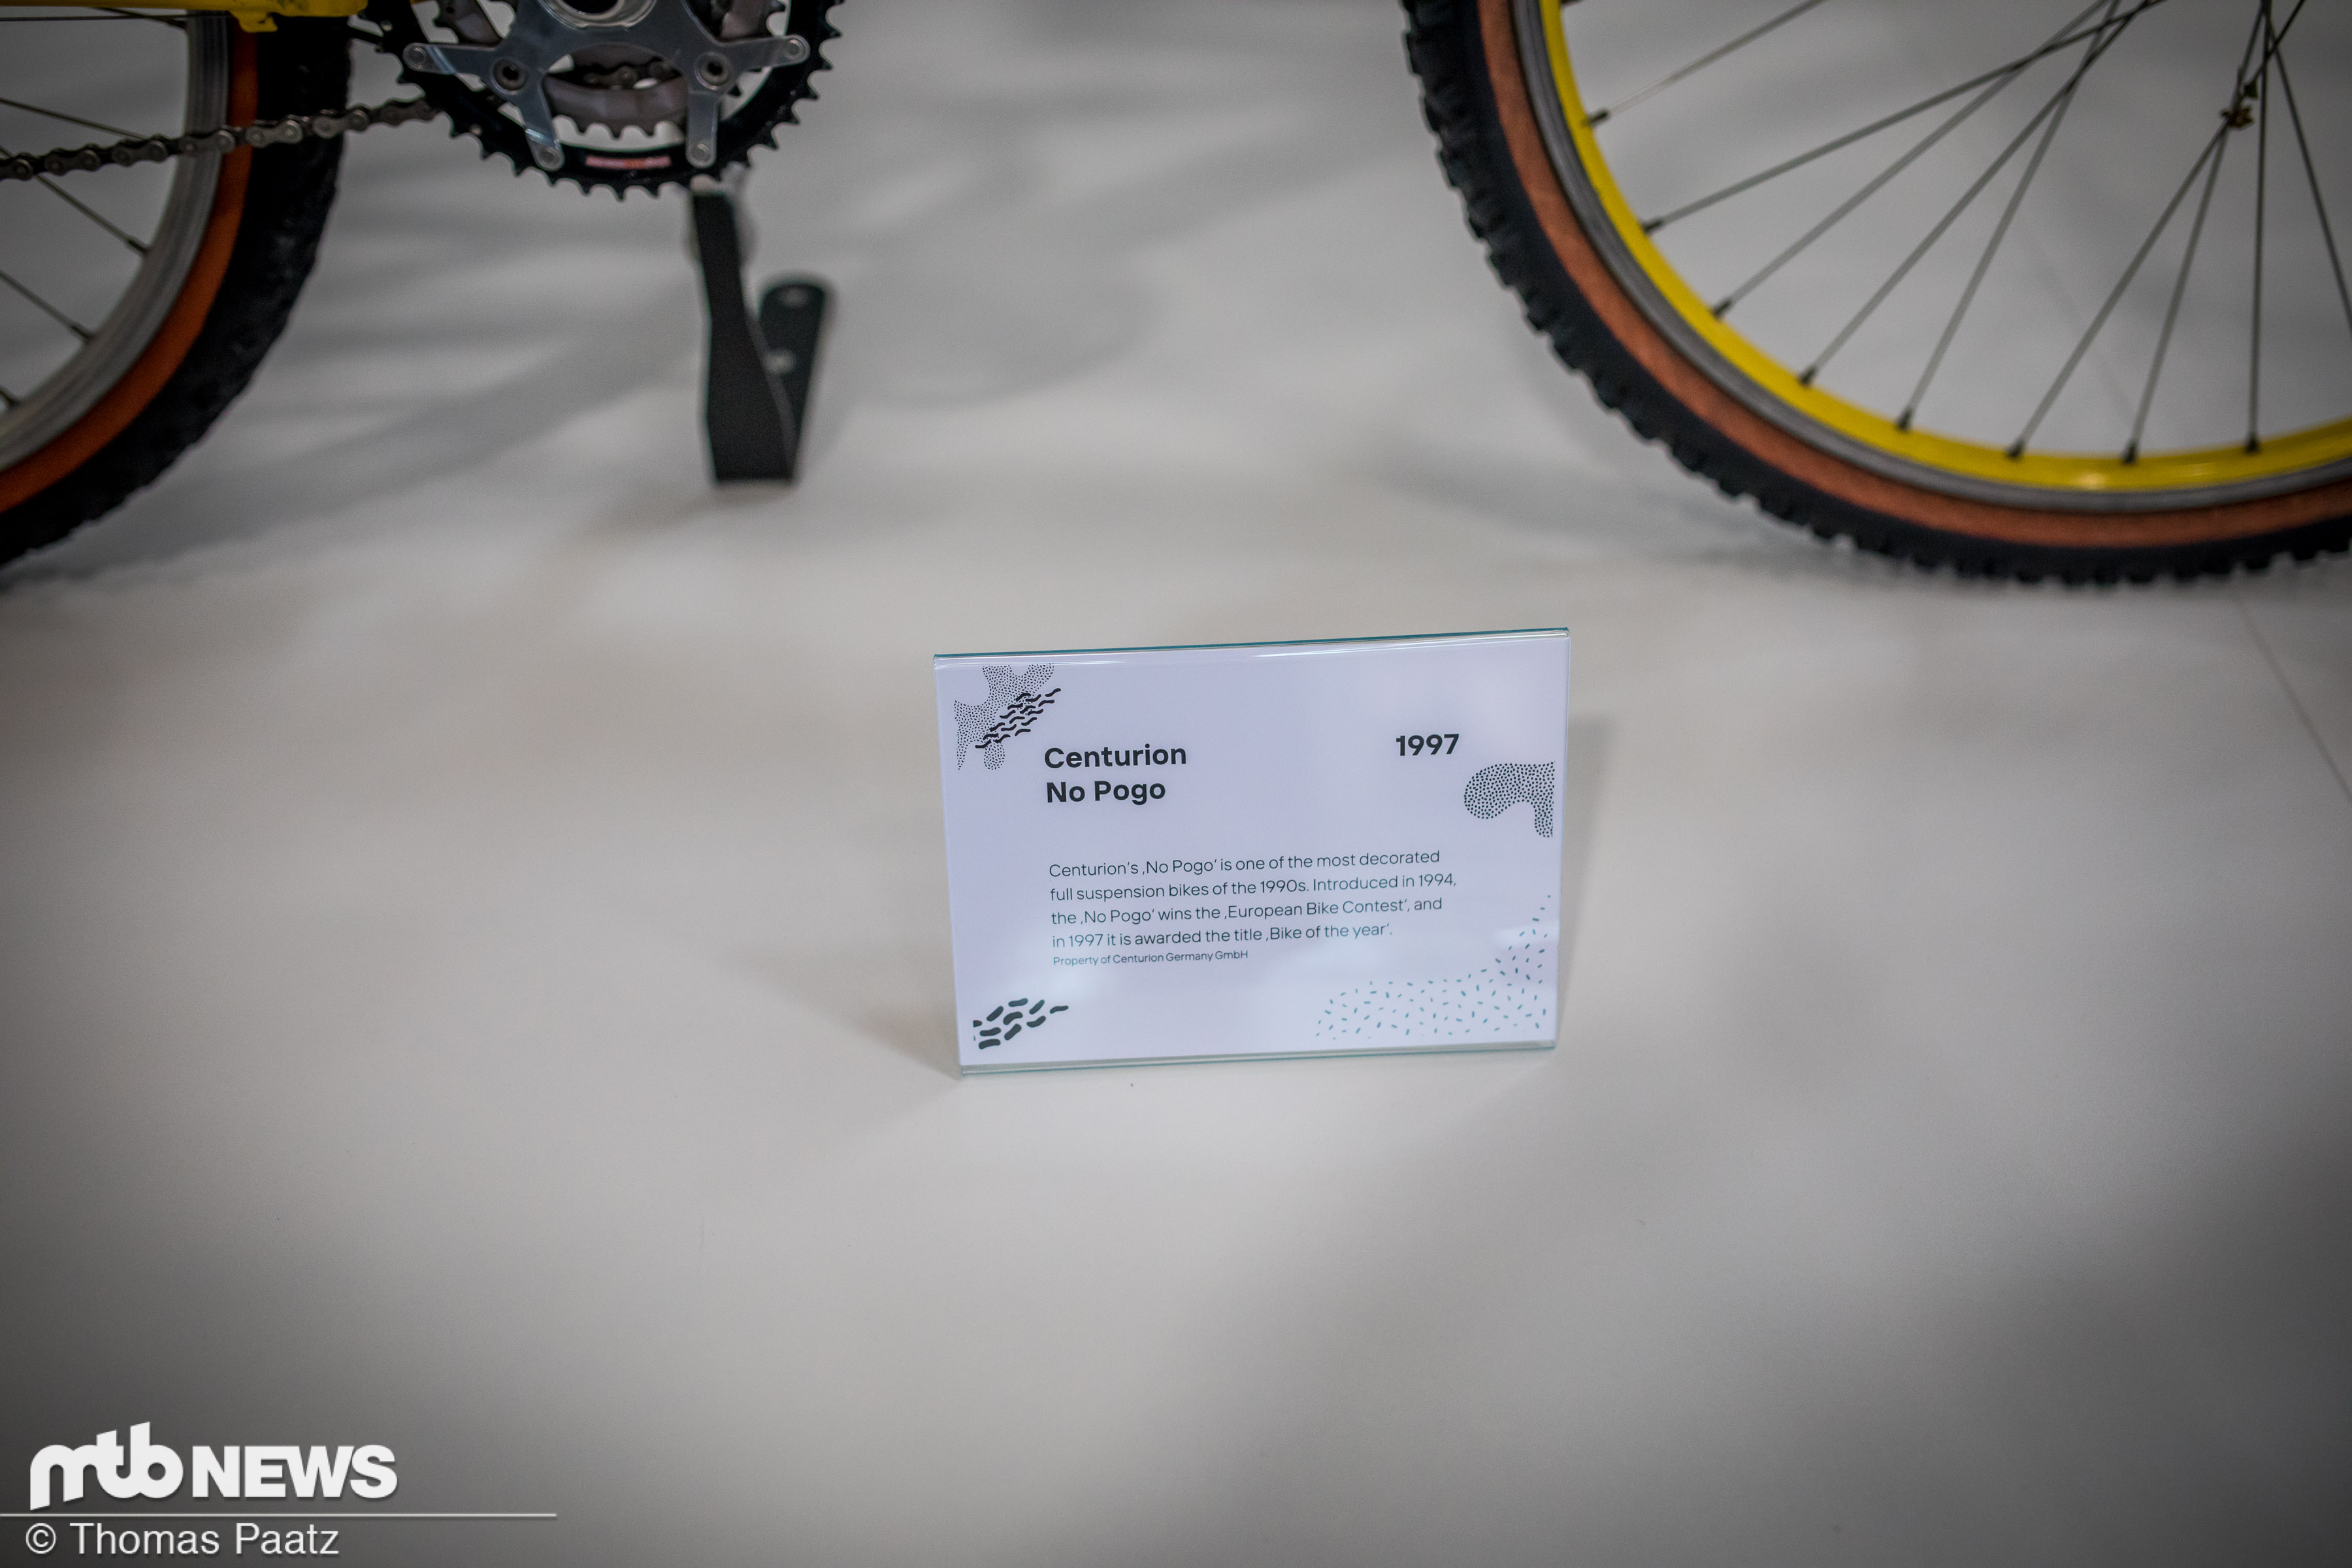 Centurion
No Pogo
1997
Centurion's ‚No Pogo‘ is one of the most decorated
full suspension bikes of the 1990s. Introduced in 1994,
the ‚No Pogo‘ wins the ‚European Bike Contest‘, and
in 1997 it is awarded the title ‚Bike of the year‘.
Property of Centurion Germany GmbH
mtb NEWS
© Thomas Paatz